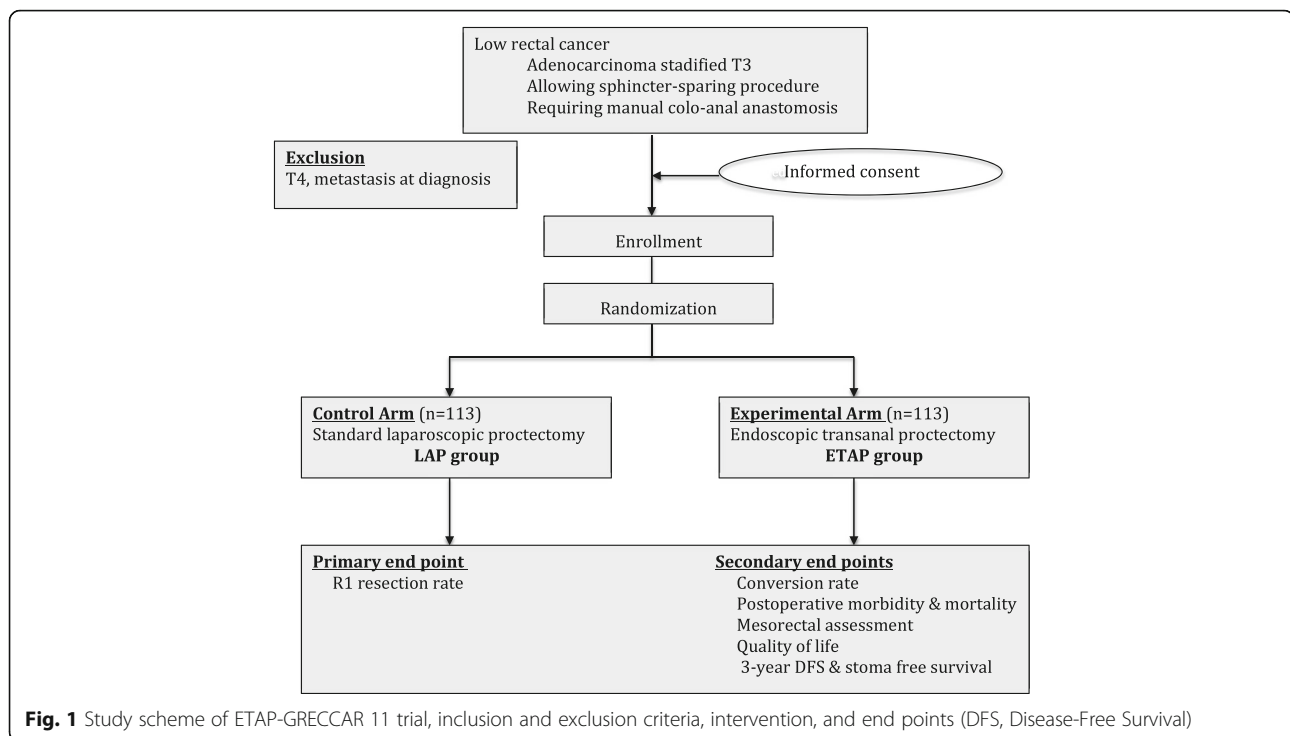 Low rectal cancer
Adenocarcinoma stadified T3
Allowing sphincter-sparing procedure
Requiring manual colo-anal anastomosis
Exclusion
T4, metastasis at diagnosis
Informed consent
Enrollment
Randomization
Control Arm (n=113)
Standard laparoscopic proctectomy
LAP group
Experimental Arm (n=113)
Endoscopic transanal proctectomy
ETAP group
Primary end point
R1 resection rate
Secondary end points
Conversion rate
Postoperative morbidity & mortality
Mesorectal assessment
Quality of life
3-year DFS & stoma free survival
Fig. 1 Study scheme of ETAP-GRECCAR 11 trial, inclusion and exclusion criteria, intervention, and end points (DFS, Disease-Free Survival)